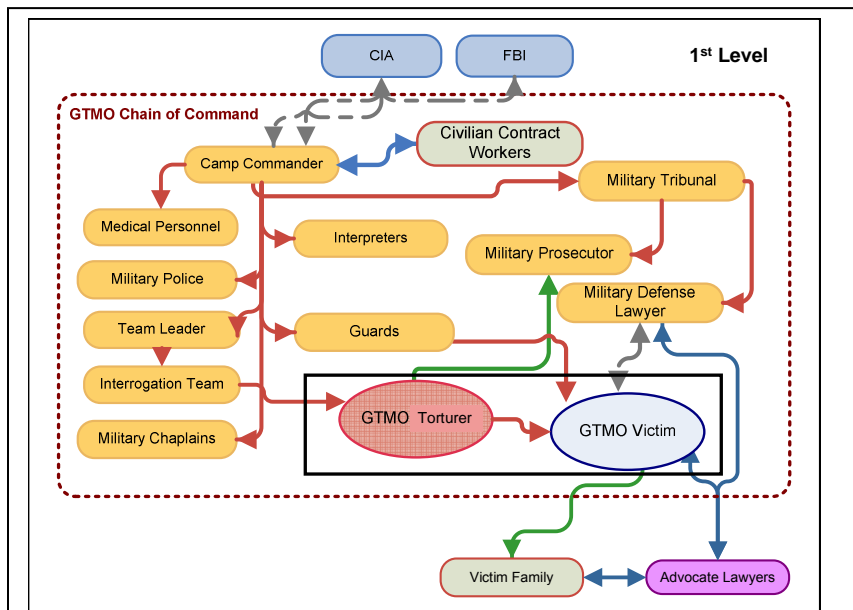 CIA
FBI
1st Level
GTMO Chain of Command
Civilian Contract
Workers
Camp Commander
Military Tribunal
Medical Personnel
Interpreters
Military Prosecutor
Military Police
Military Defense
Lawyer
Team Leader
Guards
Interrogation Team
GTMO Torturer
GTMO Victim
Military Chaplains
Victim Family
Advocate Lawyers